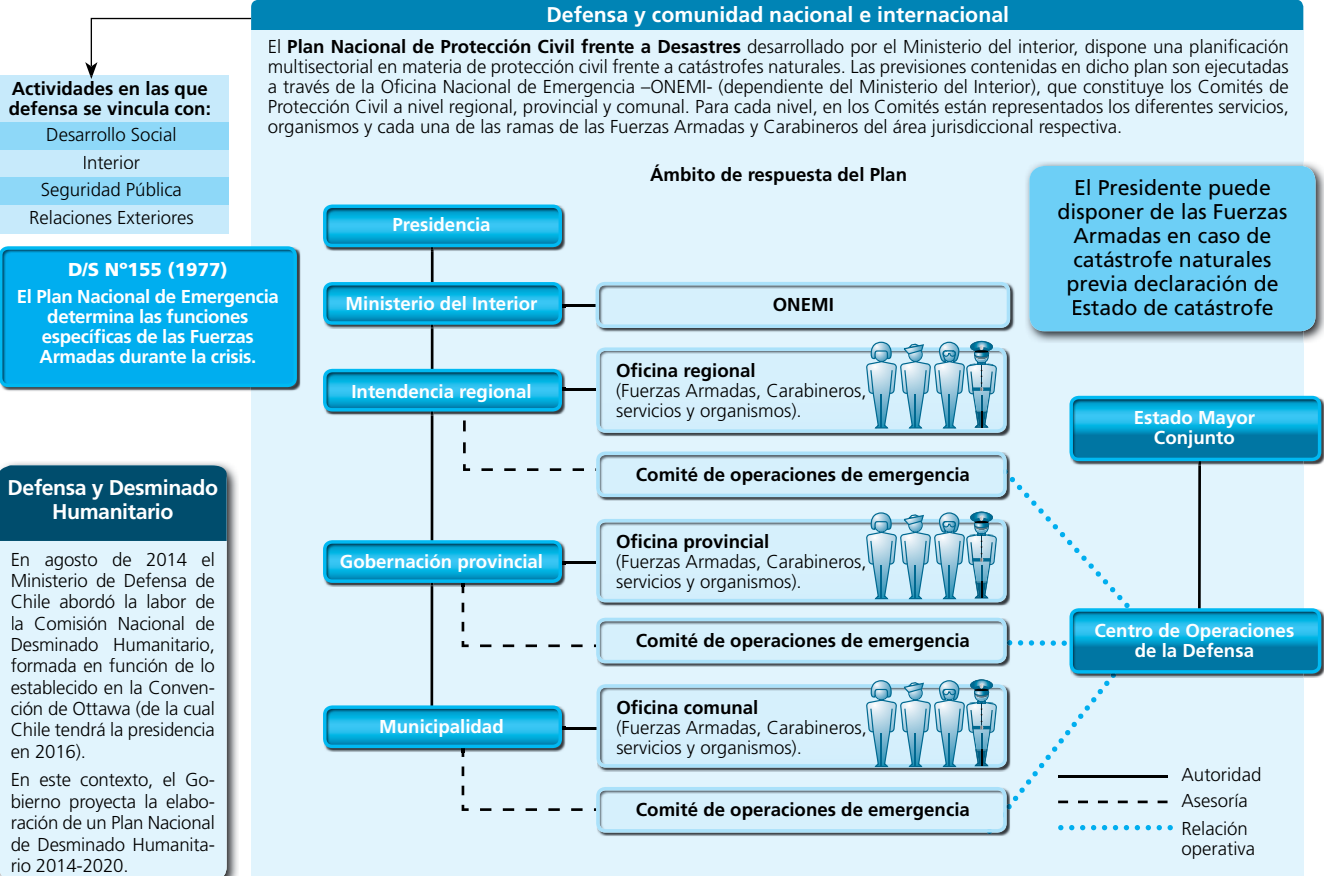 Defensa y comunidad nacional e internacional
El Plan Nacional de Protección Civil frente a Desastres desarrollado por el Ministerio del interior, dispone una planificación
multisectorial en materia de protección civil frente a catástrofes naturales. Las previsiones contenidas en dicho plan son ejecutadas
a través de la Oficina Nacional de Emergencia –ONEMI- (dependiente del Ministerio del Interior), que constituye los Comités de
Protección Civil a nivel regional, provincial y comunal. Para cada nivel, en los Comités están representados los diferentes servicios,
organismos y cada una de las ramas de las Fuerzas Armadas y Carabineros del área jurisdiccional respectiva.
Actividades en las que
defensa se vincula con:
Desarrollo Social
Interior
Seguridad Pública
Relaciones Exteriores
D/S Nº155 (1977)
El Plan Nacional de Emergencia
determina las funciones
específicas de las Fuerzas
Armadas durante la crisis.
Defensa y Desminado
Humanitario
En agosto de 2014 el
Ministerio de Defensa de
Chile abordó la labor de
la Comisión Nacional de
Desminado Humanitario,
formada en función de lo
establecido en la Conven-
ción de Ottawa (de la cual
Chile tendrá la presidencia
en 2016).
En este contexto, el Go-
bierno proyecta la elabo-
ración de un Plan Nacional
de Desminado Humanita-
rio 2014-2020.
Ámbito de respuesta del Plan
El Presidente puede
disponer de las Fuerzas
Armadas en caso de
catástrofe naturales
previa declaración de
Estado de catástrofe
Presidencia
Ministerio del Interior
ONEMI
Intendencia regional
Oficina regional
(Fuerzas Armadas, Carabineros,
servicios y organismos).
Comité de operaciones de emergencia
Gobernación provincial
Oficina provincial
(Fuerzas Armadas, Carabineros,
servicios y organismos).
Comité de operaciones de emergencia
Municipalidad
Oficina comunal
(Fuerzas Armadas, Carabineros,
servicios y organismos).
Comité de operaciones de emergencia
Estado Mayor
Conjunto
Centro de Operaciones
de la Defensa
Autoridad
Asesoría
Relación
operativa